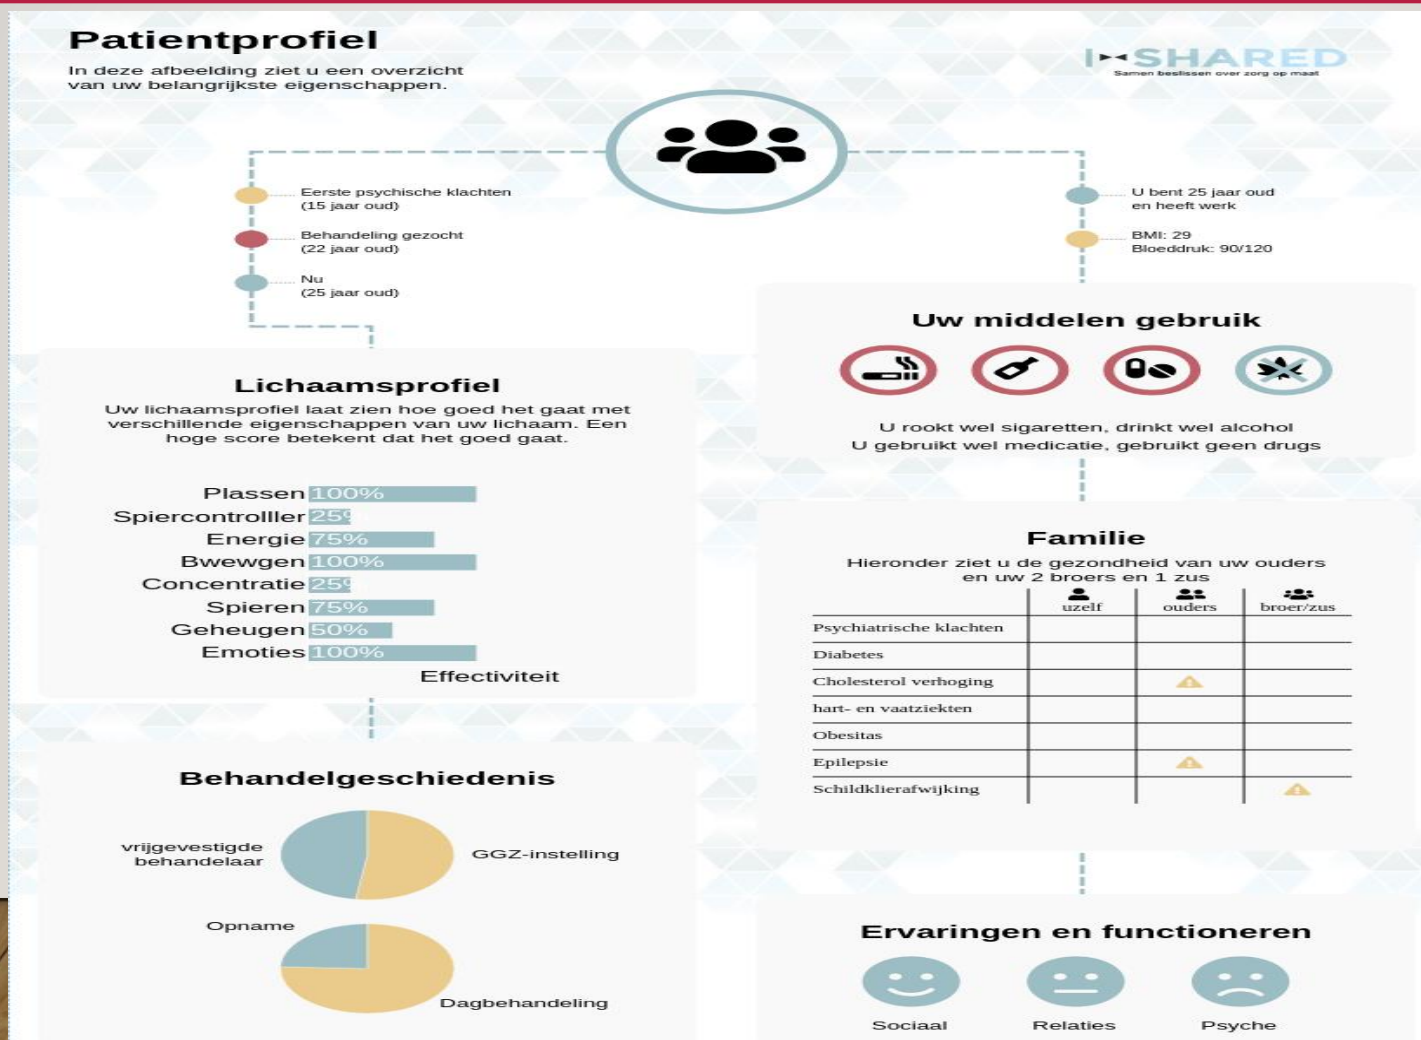 Patientprofiel
In deze afbeelding ziet u een overzicht
van uw belangrijkste eigenschappen.
SHARED
Samen beslissen over zorg op maat
Eerste psychische klachten
(15 jaar oud)
Behandeling gezocht
(22 jaar oud)
Nu
(25 jaar oud)
U bent 25 jaar oud
en heeft werk
BMI: 29
Bloeddruk: 90/120
Lichaamsprofiel
Uw lichaamsprofiel laat zien hoe goed het gaat met
verschillende eigenschappen van uw lichaam. Een
hoge score betekent dat het goed gaat.
Plassen 100%
Spiercontrolller 25%
Energie 75%
Bwewgen 100%
Concentratie 25%
Spieren 75%
Geheugen 50%
Emoties 100%
Effectiviteit
Behandelgeschiedenis
vrijgevestigde
behandelaar
GGZ-instelling
Opname
Dagbehandeling
Uw middelen gebruik
U rookt wel sigaretten, drinkt wel alcohol
U gebruikt wel medicatie, gebruikt geen drugs
Familie
Hieronder ziet u de gezondheid van uw ouders
en uw 2 broers en 1 zus
uzelf ouders broer/zus
Psychiatrische klachten
Diabetes
Cholesterol verhoging
hart- en vaatziekten
Obesitas
Epilepsie
Schildklierafwijking
Ervaringen en functioneren
Sociaal Relaties Psyche